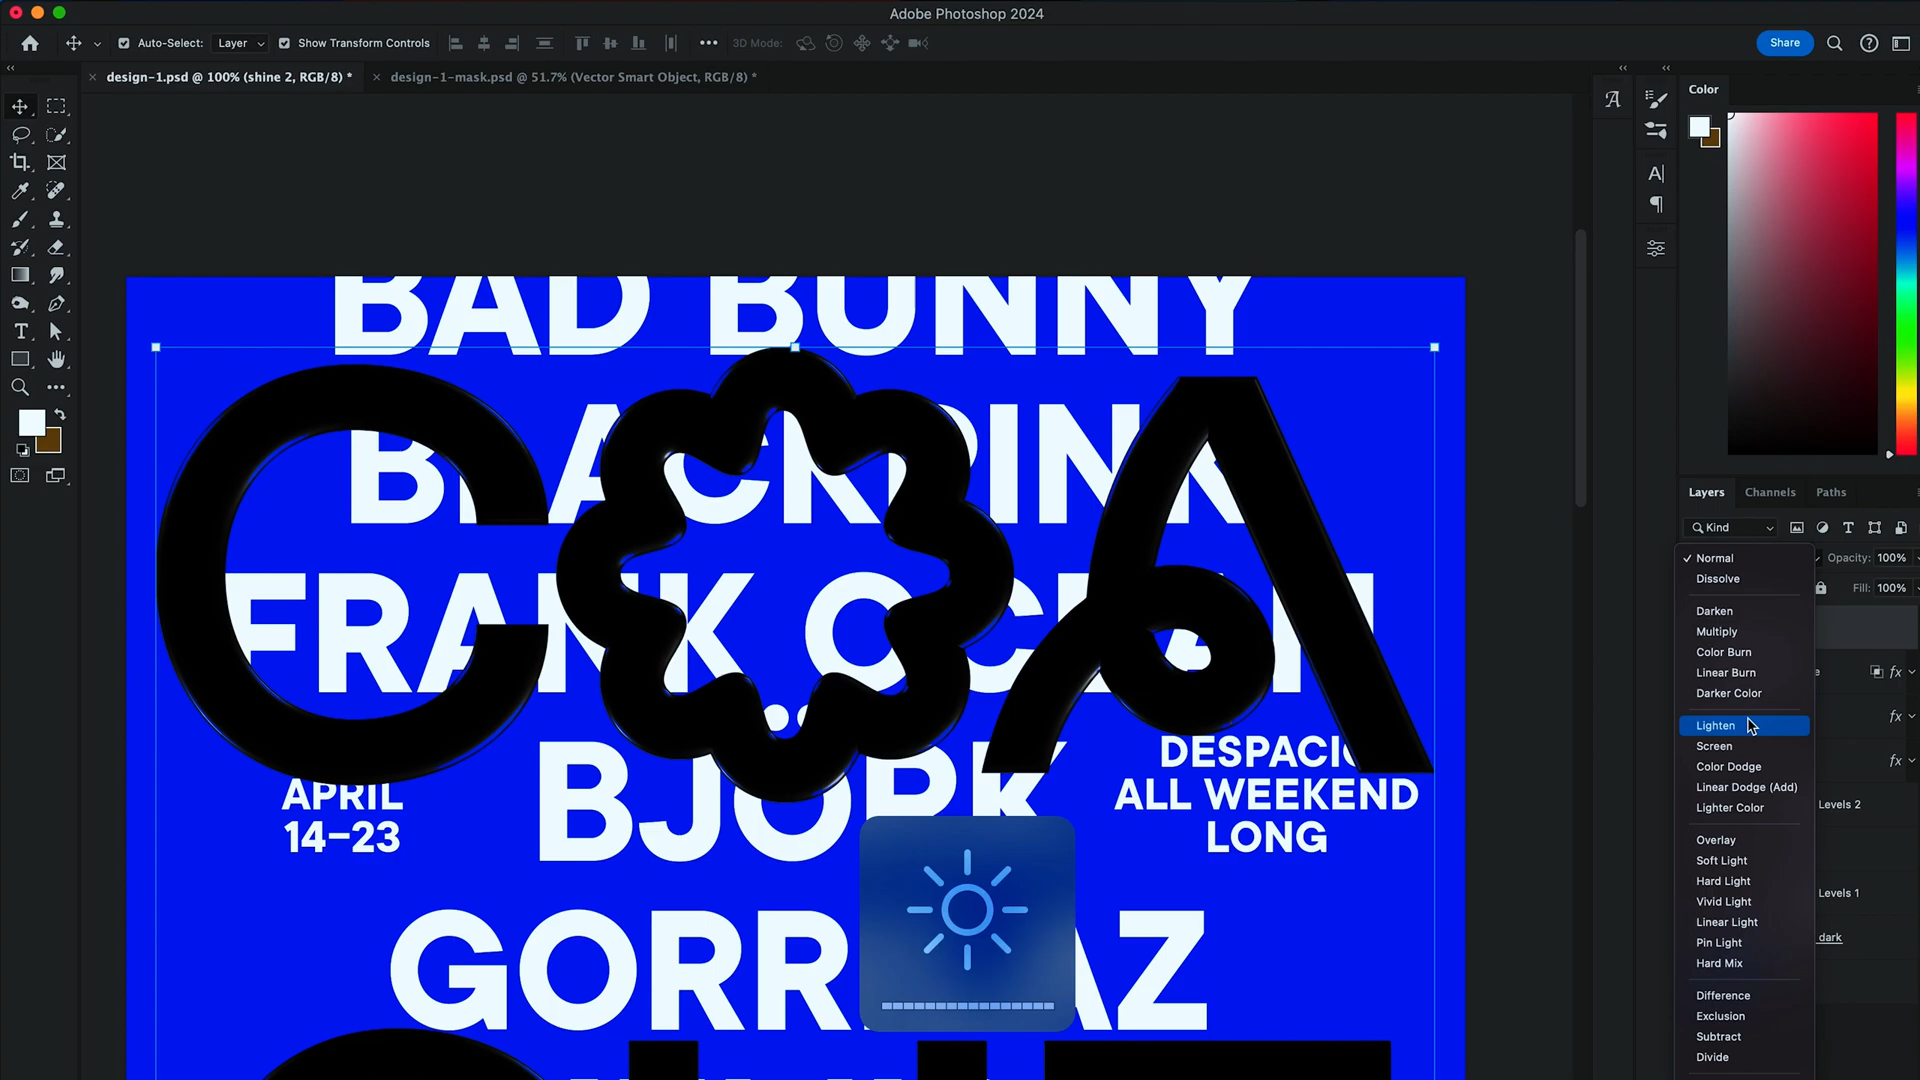 Adobe Photoshop 2024
Auto-Select: Layer Show Transform Controls 3D Mode: Share
design-1.psd @ 100% (shine 2, RGB/8) * design-1-mask.psd @ 51.7% (Vector Smart Object, RGB/8) *
Color
BAD BUNNY
BLACKPINK
FRANK OCEAN
BJÖRK
APRIL
14–23
DESPACIO
ALL WEEKEND
LONG
COA
Layers Channels Paths
Kind
Normal Opacity: 100%
Dissolve
Fill: 100%
Darken
Multiply
Color Burn
Linear Burn
Darker Color
Lighten
Screen
Color Dodge
Linear Dodge (Add)
Lighter Color
Levels 2
Overlay
Soft Light
Hard Light
Vivid Light
Levels 1
Linear Light
Pin Light
dark
Hard Mix
Difference
Exclusion
Subtract
Divide